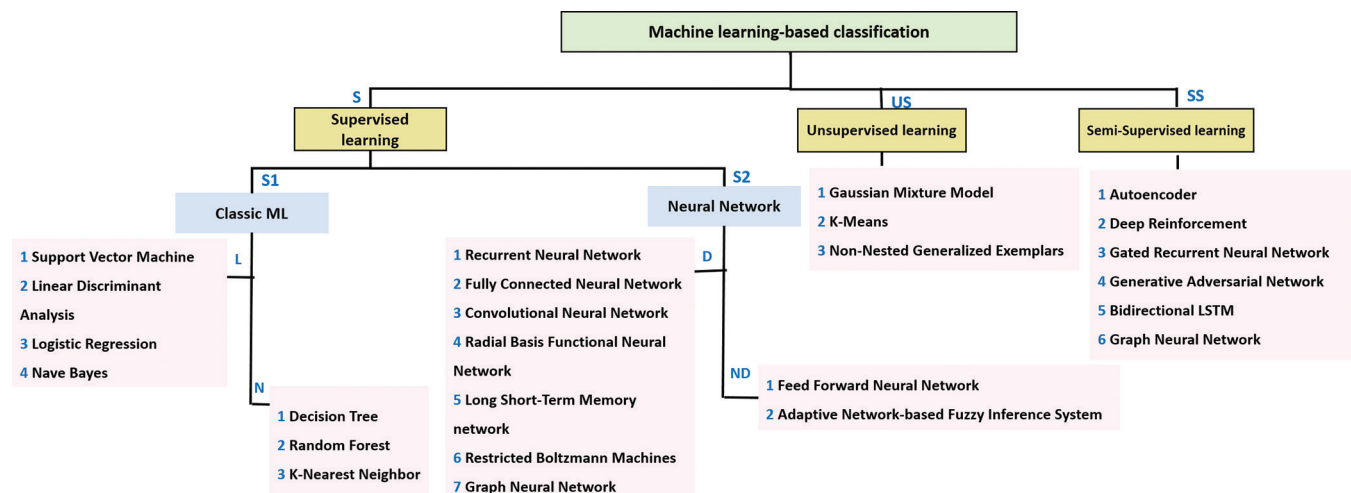 Machine learning-based classification
S
US
SS
Supervised
learning
Unsupervised learning
Semi-Supervised learning
S1
S2
Classic ML
Neural Network
1 Gaussian Mixture Model
2 K-Means
3 Non-Nested Generalized Exemplars
1 Autoencoder
2 Deep Reinforcement
3 Gated Recurrent Neural Network
4 Generative Adversarial Network
5 Bidirectional LSTM
6 Graph Neural Network
L
1 Support Vector Machine
2 Linear Discriminant
Analysis
3 Logistic Regression
4 Nave Bayes
N
1 Decision Tree
2 Random Forest
3 K-Nearest Neighbor
D
1 Recurrent Neural Network
2 Fully Connected Neural Network
3 Convolutional Neural Network
4 Radial Basis Functional Neural
Network
5 Long Short-Term Memory
network
6 Restricted Boltzmann Machines
7 Graph Neural Network
ND
1 Feed Forward Neural Network
2 Adaptive Network-based Fuzzy Inference System